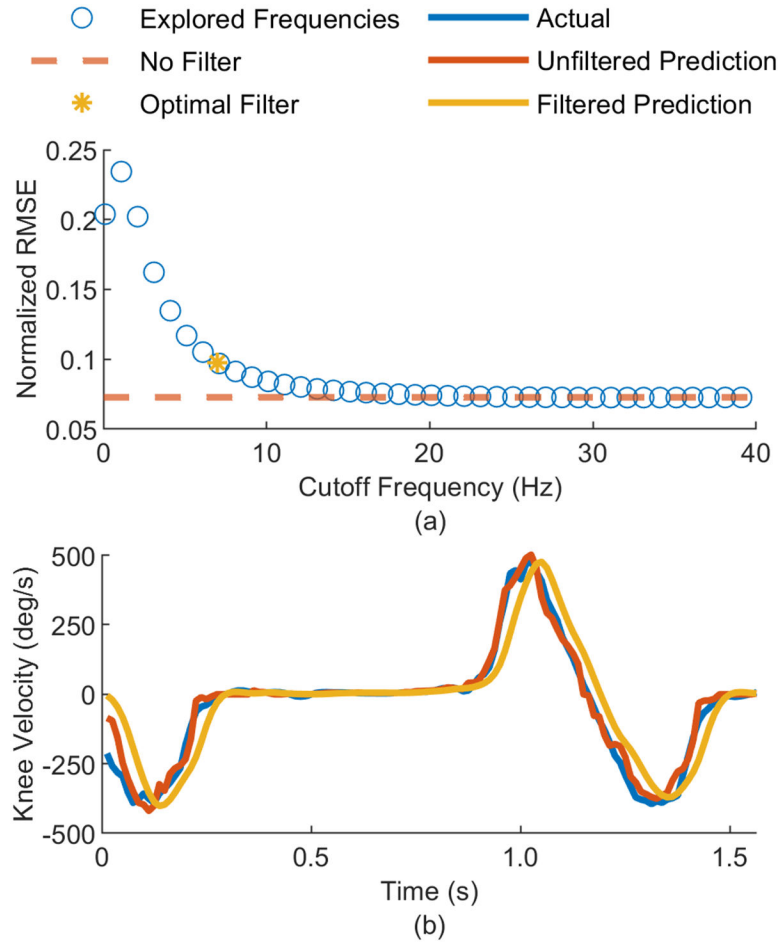 Explored Frequencies
Actual
No Filter
Unfiltered Prediction
Optimal Filter
Filtered Prediction
0.25
0.2
0.15
0.1
0.05
Normalized RMSE
0 10 20 30 40
Cutoff Frequency (Hz)
(a)
500
250
0
-250
-500
Knee Velocity (deg/s)
0 0.5 1.0 1.5
Time (s)
(b)